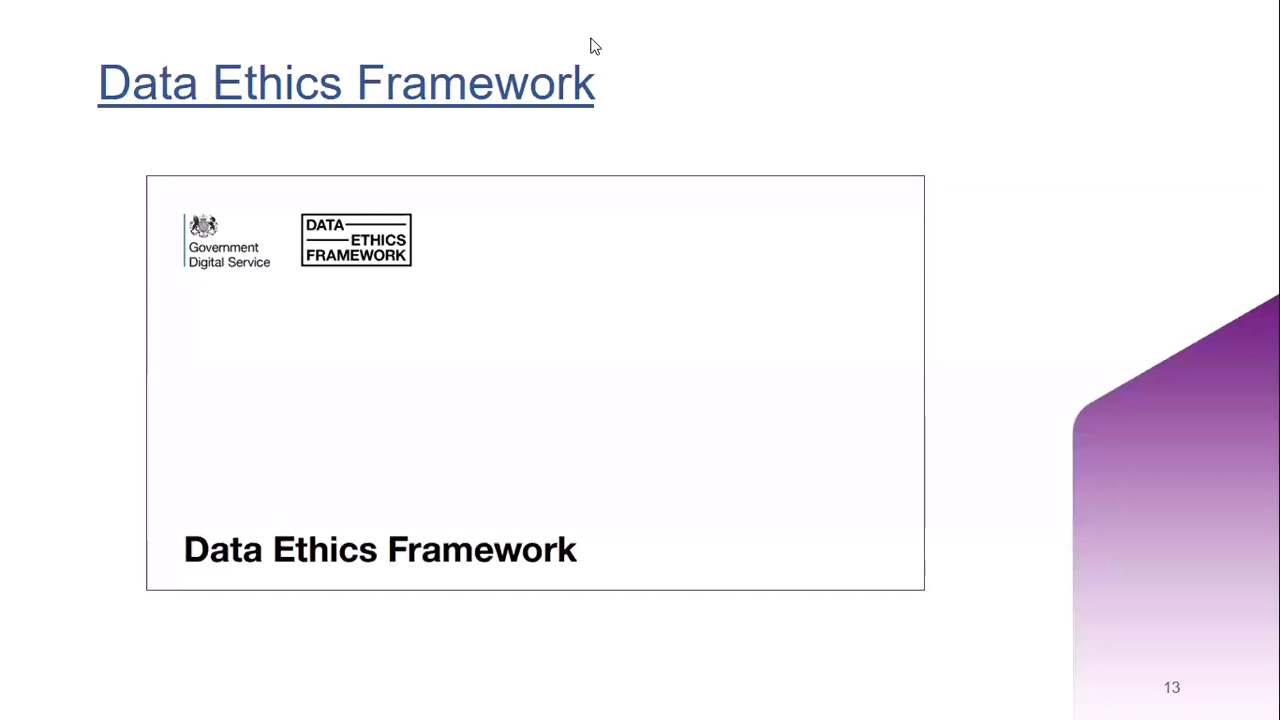 Data Ethics Framework
Government
Digital Service
DATA
ETHICS
FRAMEWORK
Data Ethics Framework
13